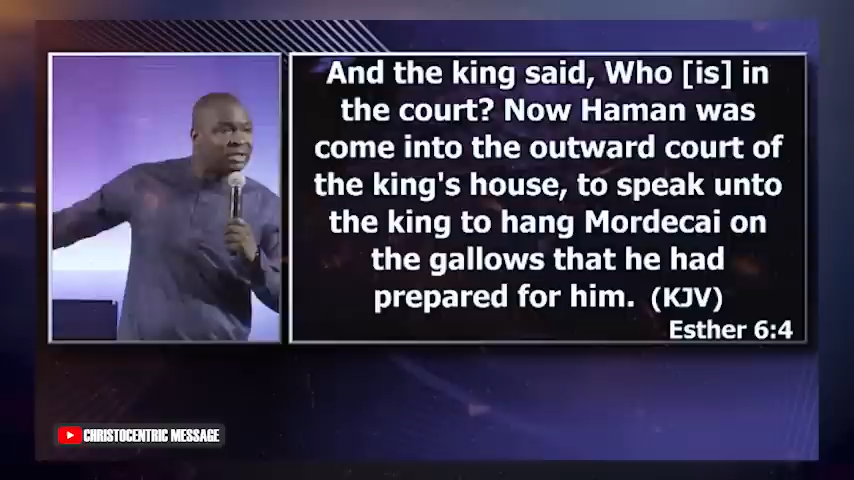 And the king said, Who [is] in
the court? Now Haman was
come into the outward court of
the king's house, to speak unto
the king to hang Mordecai on
the gallows that he had
prepared for him. (KJV)
Esther 6:4
CHRISTOCENTRIC MESSAGE